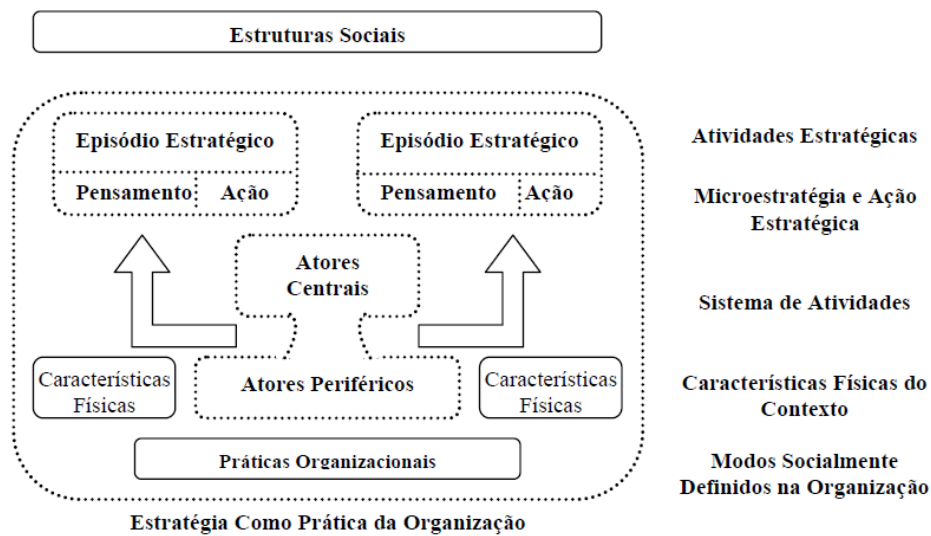 Estruturas Sociais
Episódio Estratégico
Pensamento
Ação
Episódio Estratégico
Pensamento
Ação
Atividades Estratégicas
Microestratégia e Ação
Estratégica
Atores
Centrais
Sistema de Atividades
Características
Físicas
Atores Periféricos
Características
Físicas
Características Físicas do
Contexto
Práticas Organizacionais
Modos Socialmente
Definidos na Organização
Estratégia Como Prática da Organização